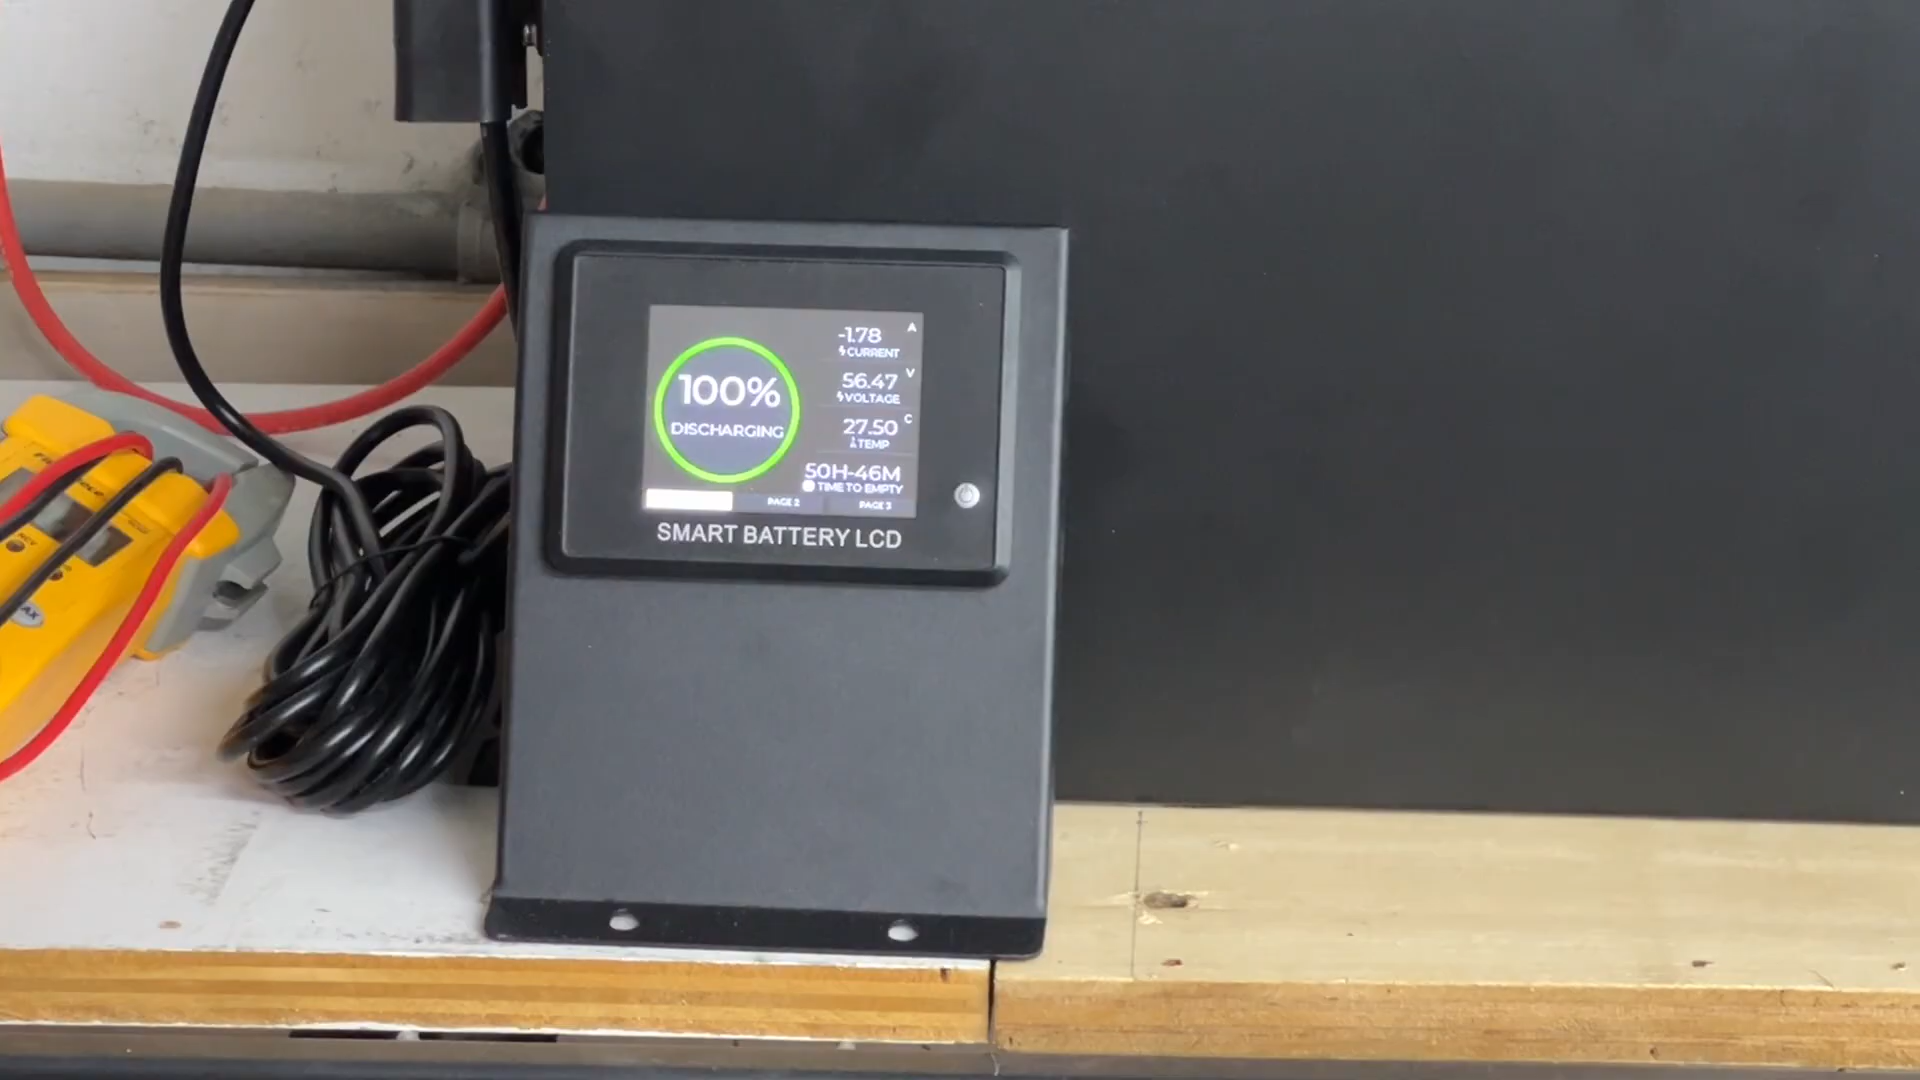 A
-1.78
CURRENT
100%
DISCHARGING
V
56.47
VOLTAGE
C
27.50
TEMP
50H-46M
TIME TO EMPTY
PAGE 2
PAGE 3
SMART BATTERY LCD